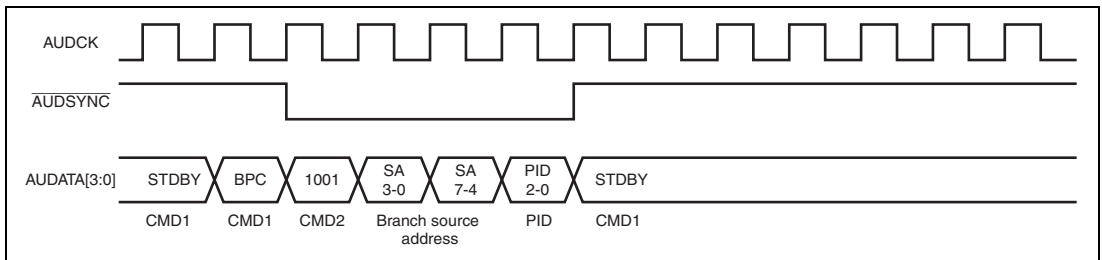 AUDCK
AUDSYNC
AUDATA[3:0]
STDBY
BPC
1001
SA
3-0
SA
7-4
PID
2-0
STDBY
CMD1
CMD1
CMD2
Branch source
address
PID
CMD1